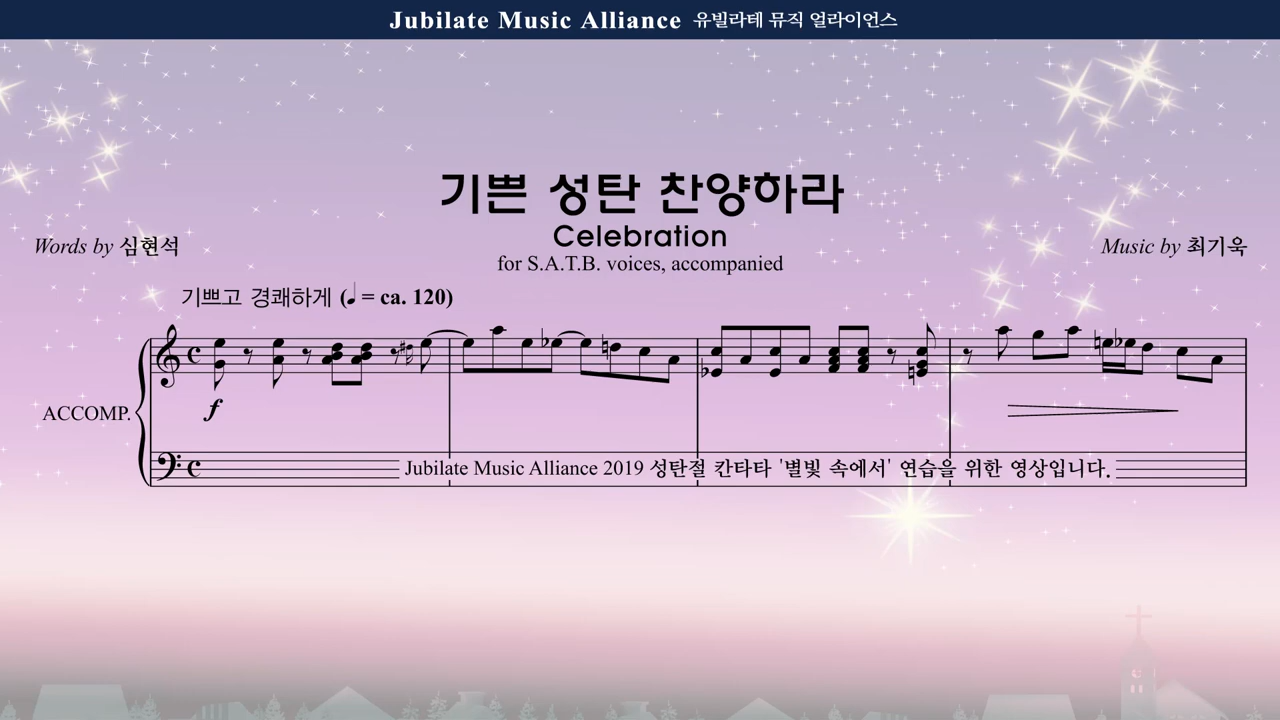 Jubilate Music Alliance 유빌라테 뮤직 얼라이언스
기쁜 성탄 찬양하라
Celebration
Words by 심현석
Music by 최기욱
for S.A.T.B. voices, accompanied
기쁘고 경쾌하게 (♩ = ca. 120)
f
ACCOMP.
Jubilate Music Alliance 2019 성탄절 칸타타 '별빛 속에서' 연습을 위한 영상입니다.